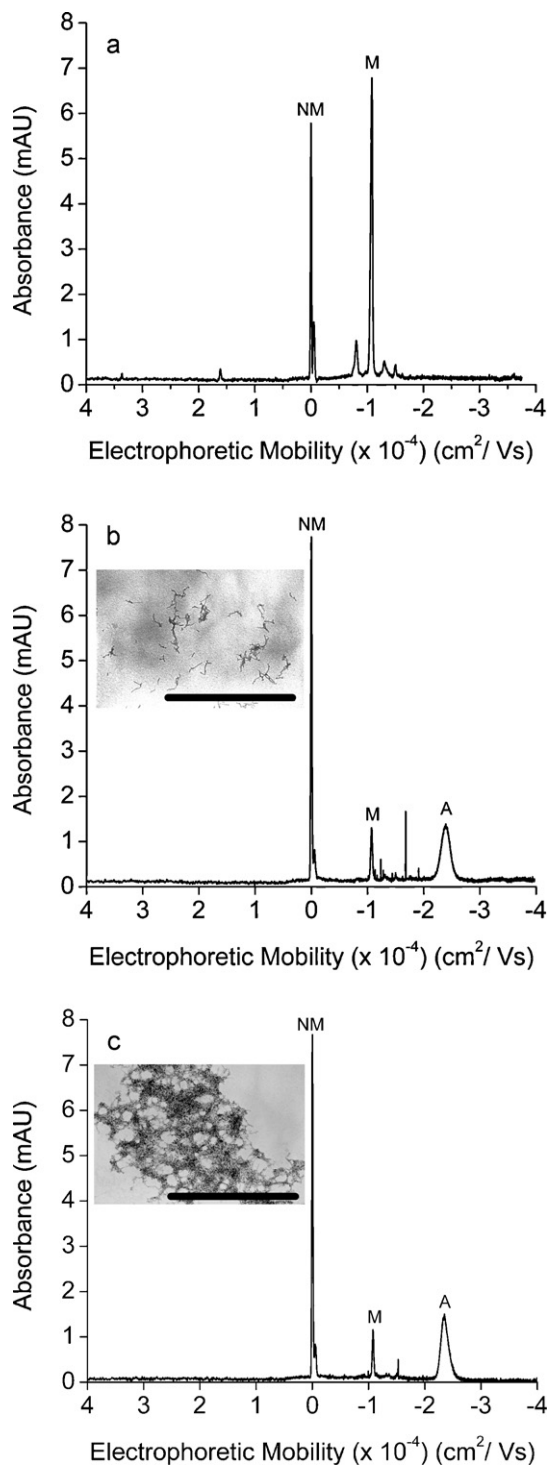 a
NM
M
Absorbance (mAU)
8
7
6
5
4
3
2
1
0
4 3 2 1 0 -1 -2 -3 -4
Electrophoretic Mobility (x 10⁻⁴) (cm²/ Vs)
b
NM
M
A
Absorbance (mAU)
8
7
6
5
4
3
2
1
0
4 3 2 1 0 -1 -2 -3 -4
Electrophoretic Mobility (x 10⁻⁴) (cm²/ Vs)
c
NM
M
A
Absorbance (mAU)
8
7
6
5
4
3
2
1
0
4 3 2 1 0 -1 -2 -3 -4
Electrophoretic Mobility (x 10⁻⁴) (cm²/ Vs)